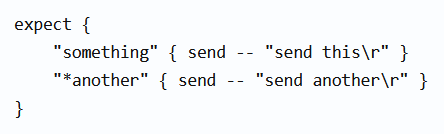 expect {
    "something" { send -- "send this\r" }
    "*another" { send -- "send another\r" }
}